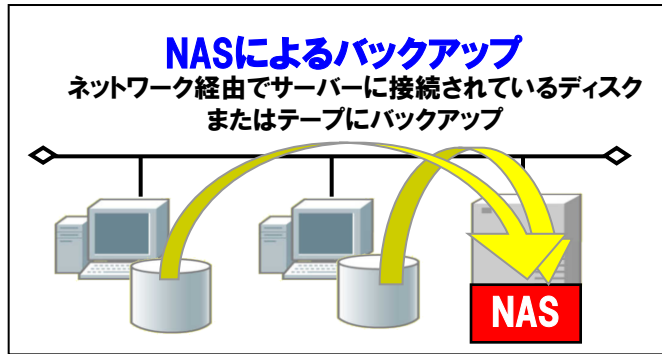 NASによるバックアップ
ネットワーク経由でサーバーに接続されているディスク
またはテープにバックアップ
NAS